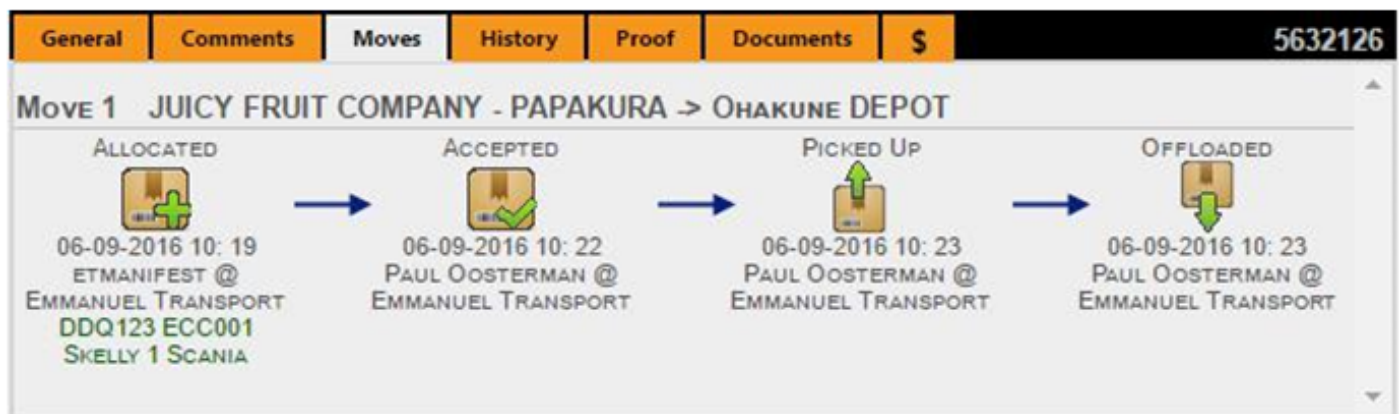 General Comments Moves History Proof Documents $ 5632126
MOVE 1 JUICY FRUIT COMPANY - PAPAKURA -> OHAKUNE DEPOT
ALLOCATED ACCEPTED PICKED UP OFFLOADED
06-09-2016 10: 19 06-09-2016 10: 22 06-09-2016 10: 23 06-09-2016 10: 23
ETMANIFEST @ PAUL OOSTERMAN @ PAUL OOSTERMAN @ PAUL OOSTERMAN @
EMMANUEL TRANSPORT EMMANUEL TRANSPORT EMMANUEL TRANSPORT EMMANUEL TRANSPORT
DDQ123 ECC001
SKELLY 1 SCANIA